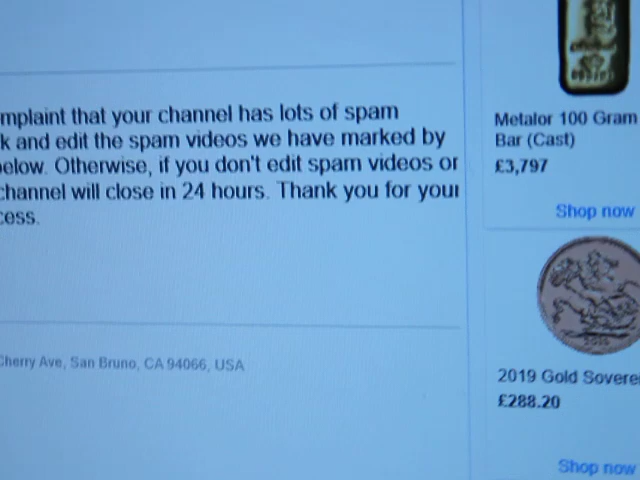 mplaint that your channel has lots of spam
k and edit the spam videos we have marked by
below. Otherwise, if you don't edit spam videos or
channel will close in 24 hours. Thank you for your
cess.
Cherry Ave, San Bruno, CA 94066, USA
Metalor 100 Gram
Bar (Cast)
£3,797
Shop now
2019 Gold Sovere
£288.20
Shop now